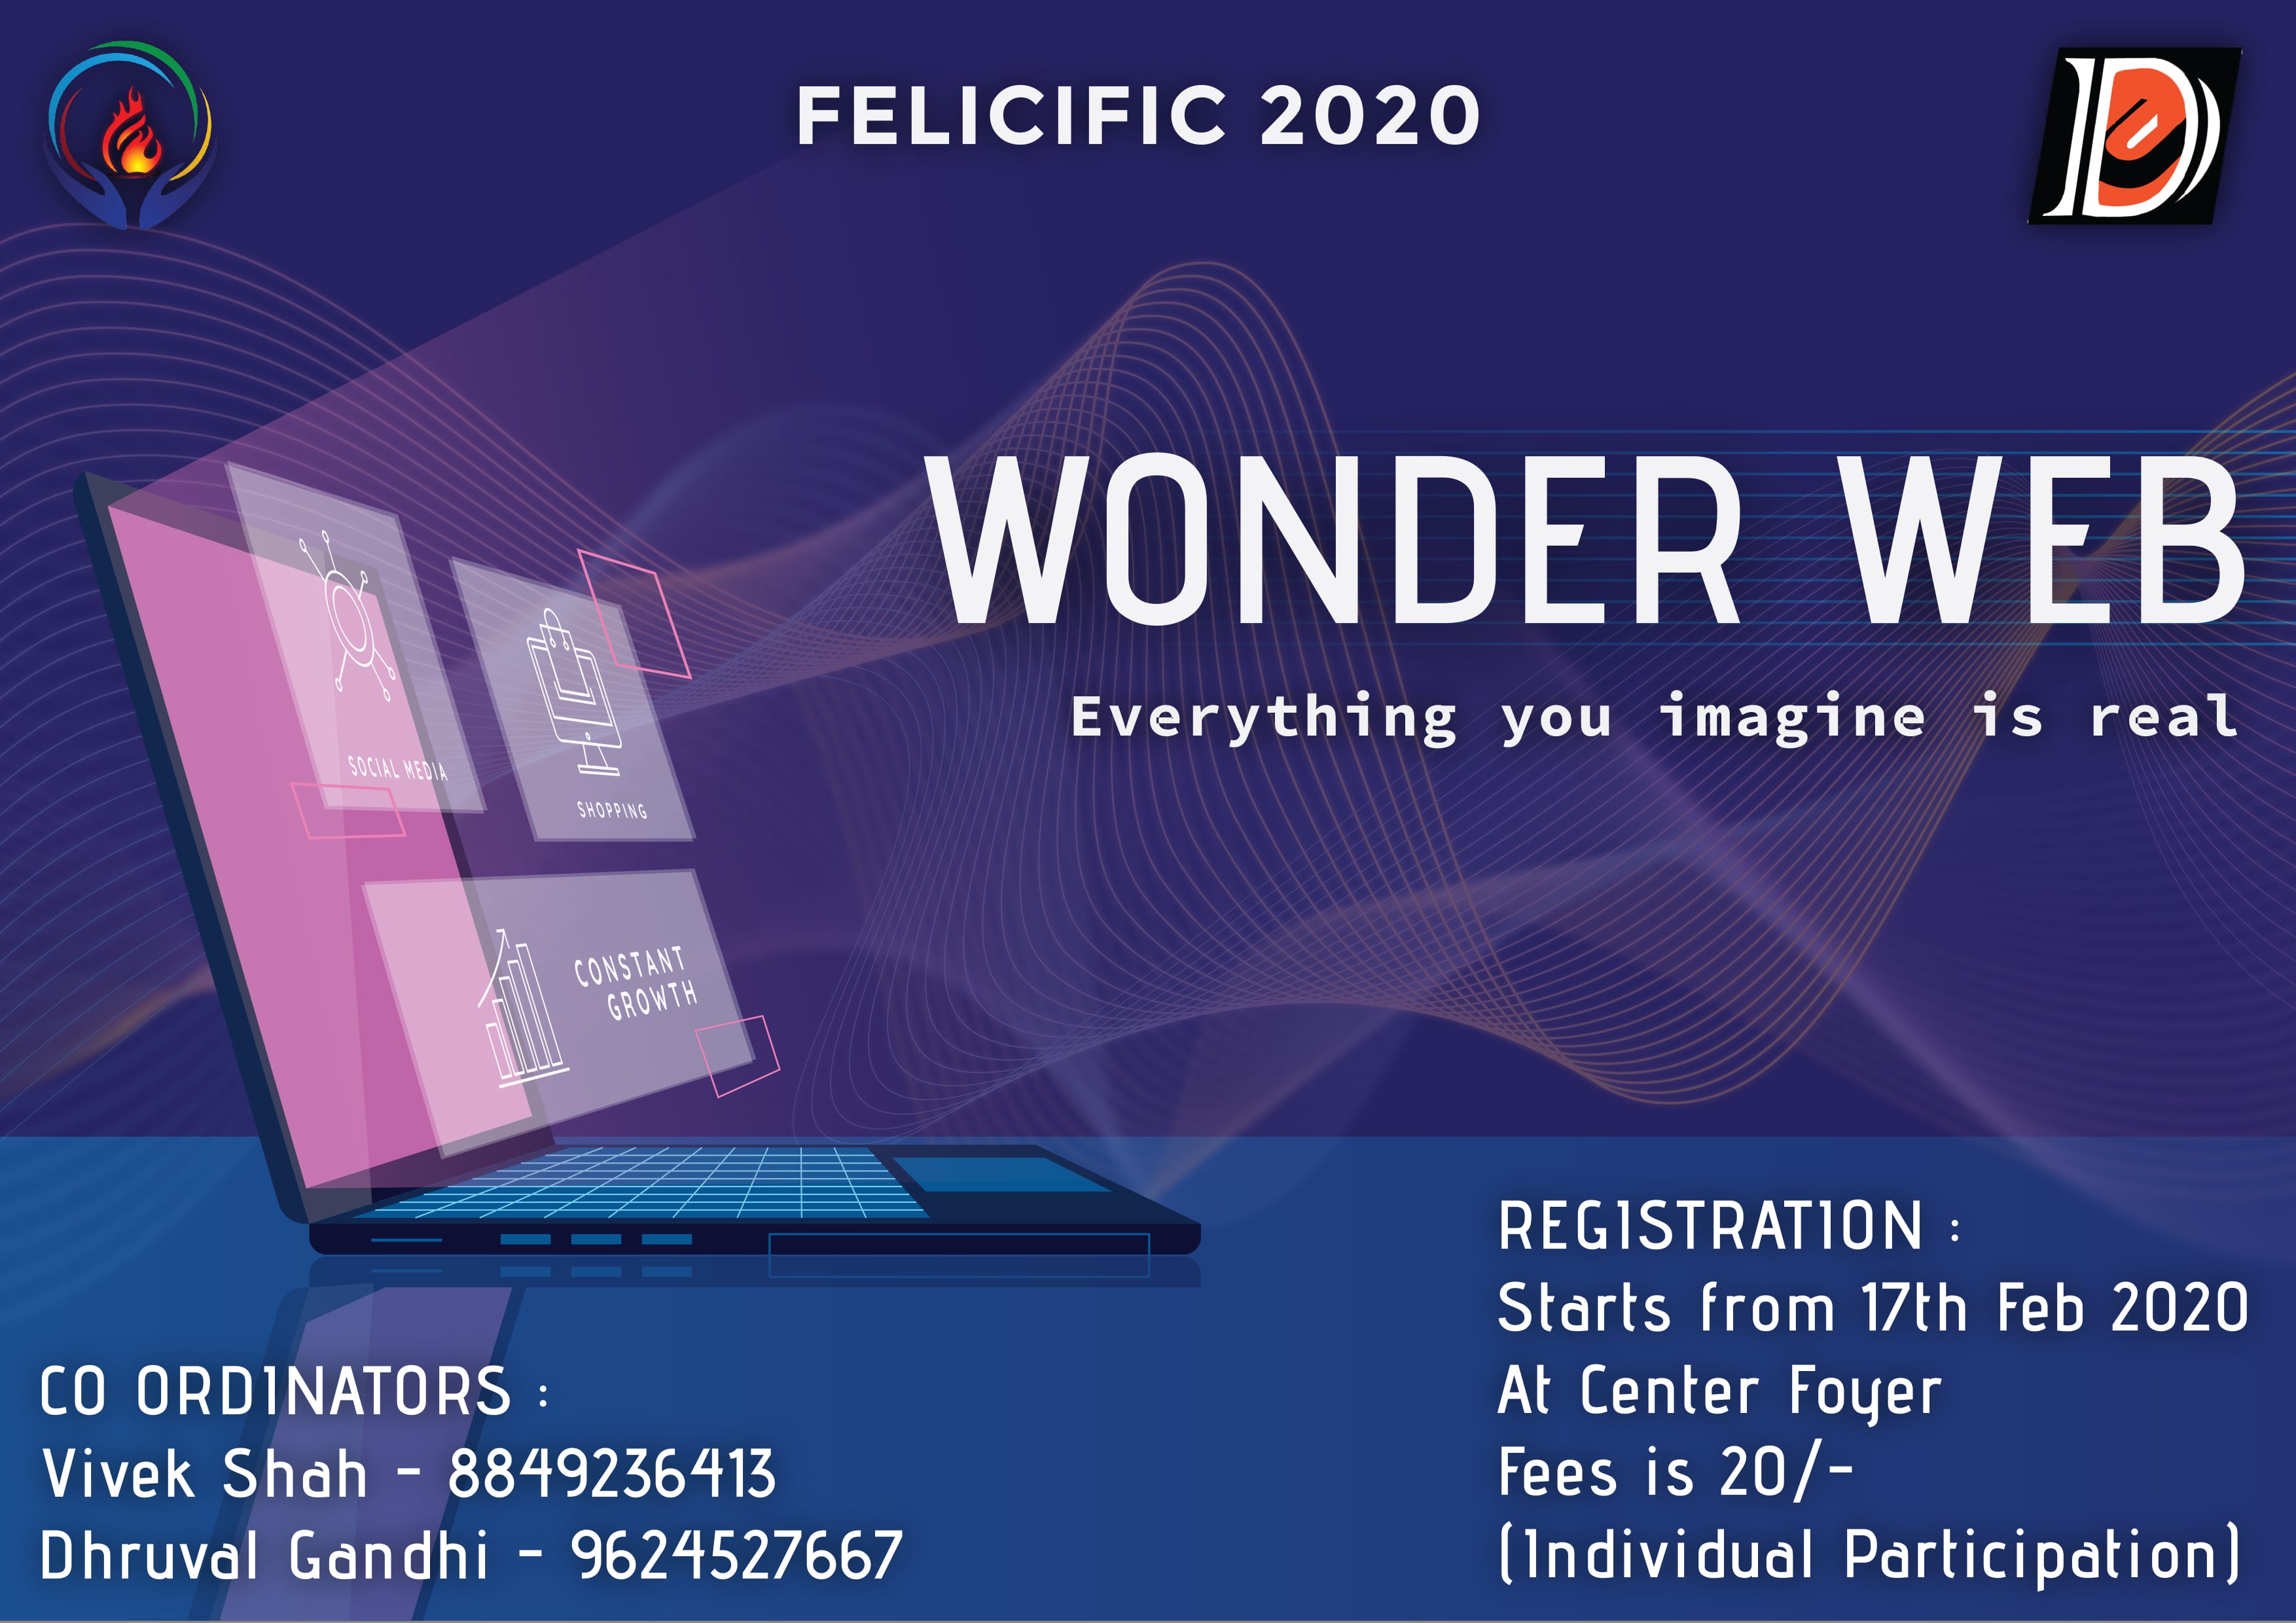 FELICIFIC 2020
WONDER WEB
Everything you imagine is real
SOCIAL MEDIA
SHOPPING
CONSTANT
GROWTH
CO ORDINATORS :
Vivek Shah - 8849236413
Dhruval Gandhi - 9624527667
REGISTRATION :
Starts from 17th Feb 2020
At Center Foyer
Fees is 20/-
(Individual Participation)